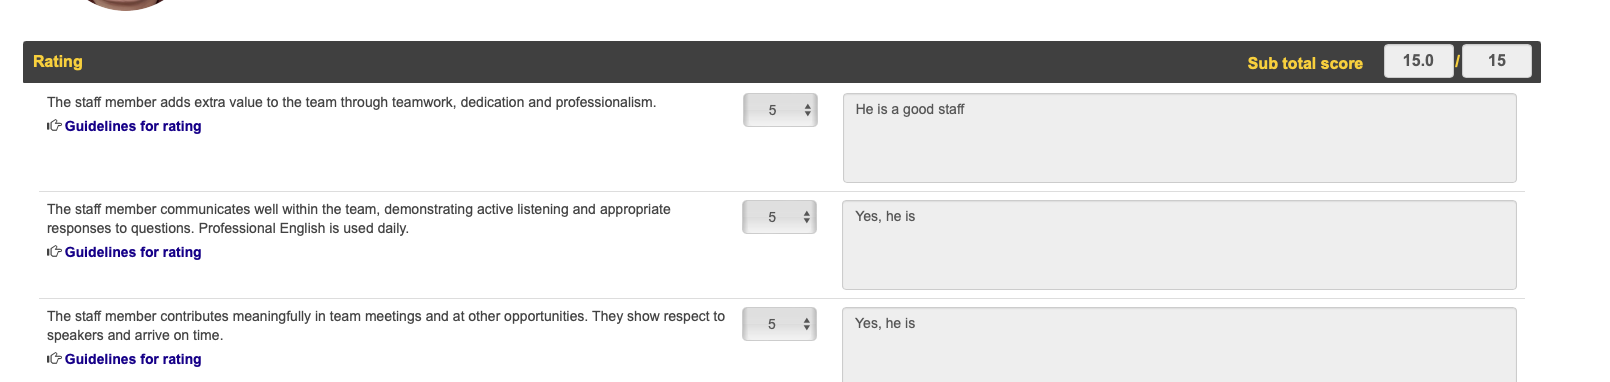 Rating
Sub total score 15.0 / 15
The staff member adds extra value to the team through teamwork, dedication and professionalism.
Guidelines for rating
5
He is a good staff
The staff member communicates well within the team, demonstrating active listening and appropriate
responses to questions. Professional English is used daily.
Guidelines for rating
5
Yes, he is
The staff member contributes meaningfully in team meetings and at other opportunities. They show respect to
speakers and arrive on time.
Guidelines for rating
5
Yes, he is